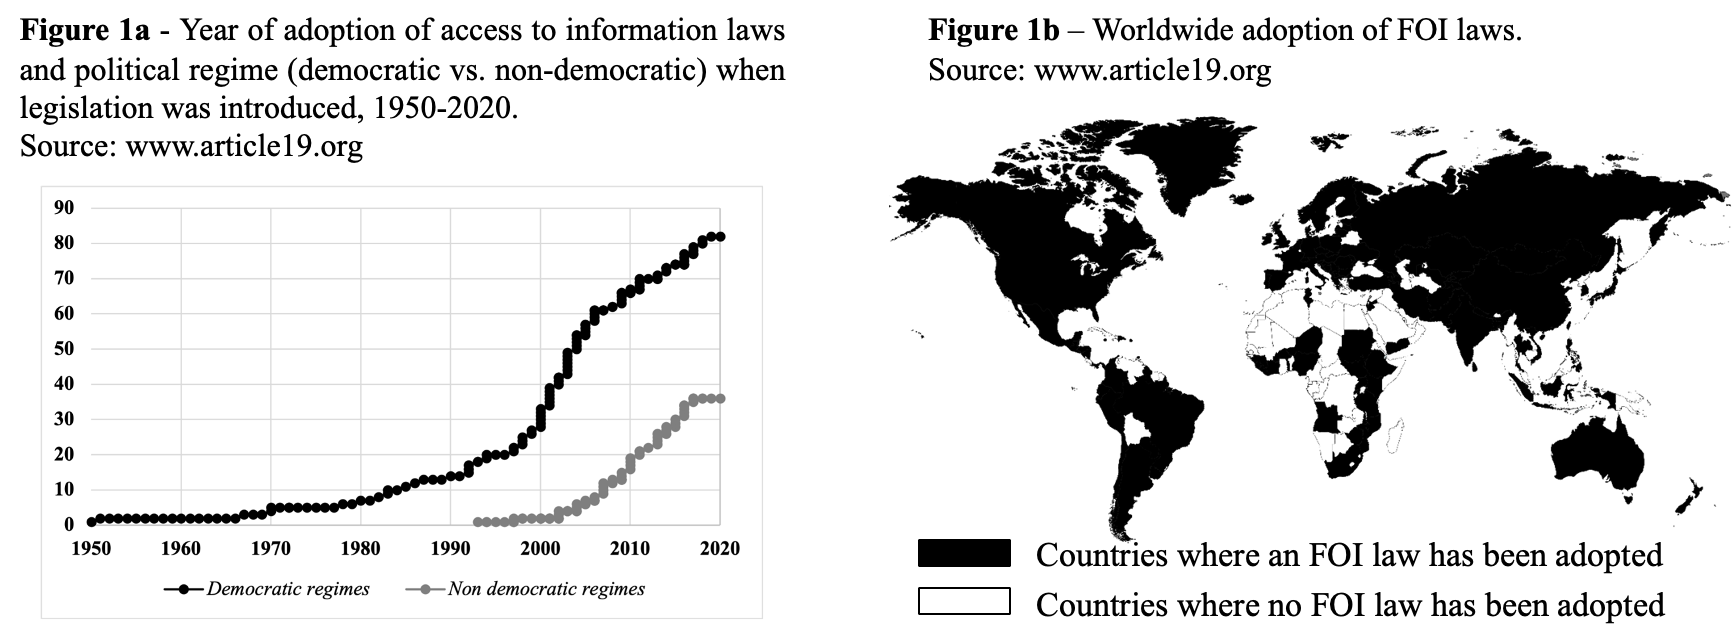 Figure 1a - Year of adoption of access to information laws
and political regime (democratic vs. non-democratic) when
legislation was introduced, 1950-2020.
Source: www.article19.org
90
80
70
60
50
40
30
20
10
0
1950 1960 1970 1980 1990 2000 2010 2020
Democratic regimes Non democratic regimes
Figure 1b – Worldwide adoption of FOI laws.
Source: www.article19.org
Countries where an FOI law has been adopted
Countries where no FOI law has been adopted